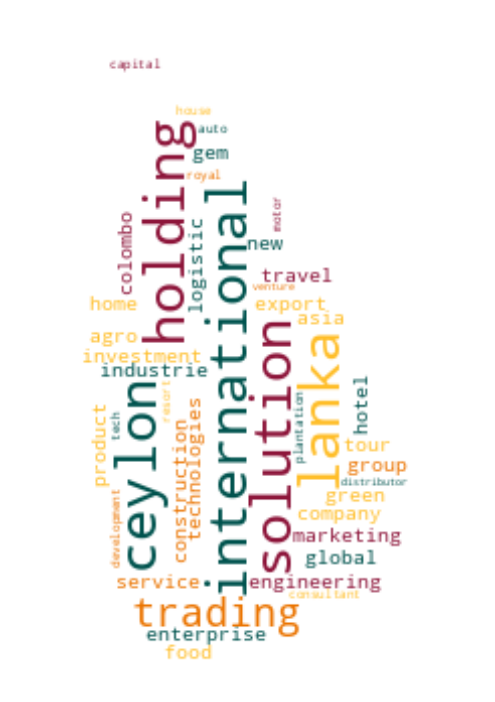 capital
house
auto
holding
gem
royal
international
motor
colombo
logistic
new
travel
venture
home
export
asia
solution
agro
lanka
investment
industrie
hotel
ceylon
resort
plantation
product
tech
technologies
construction
tour
group
distributor
green
development
company
marketing
global
service
engineering
consultant
trading
enterprise
food